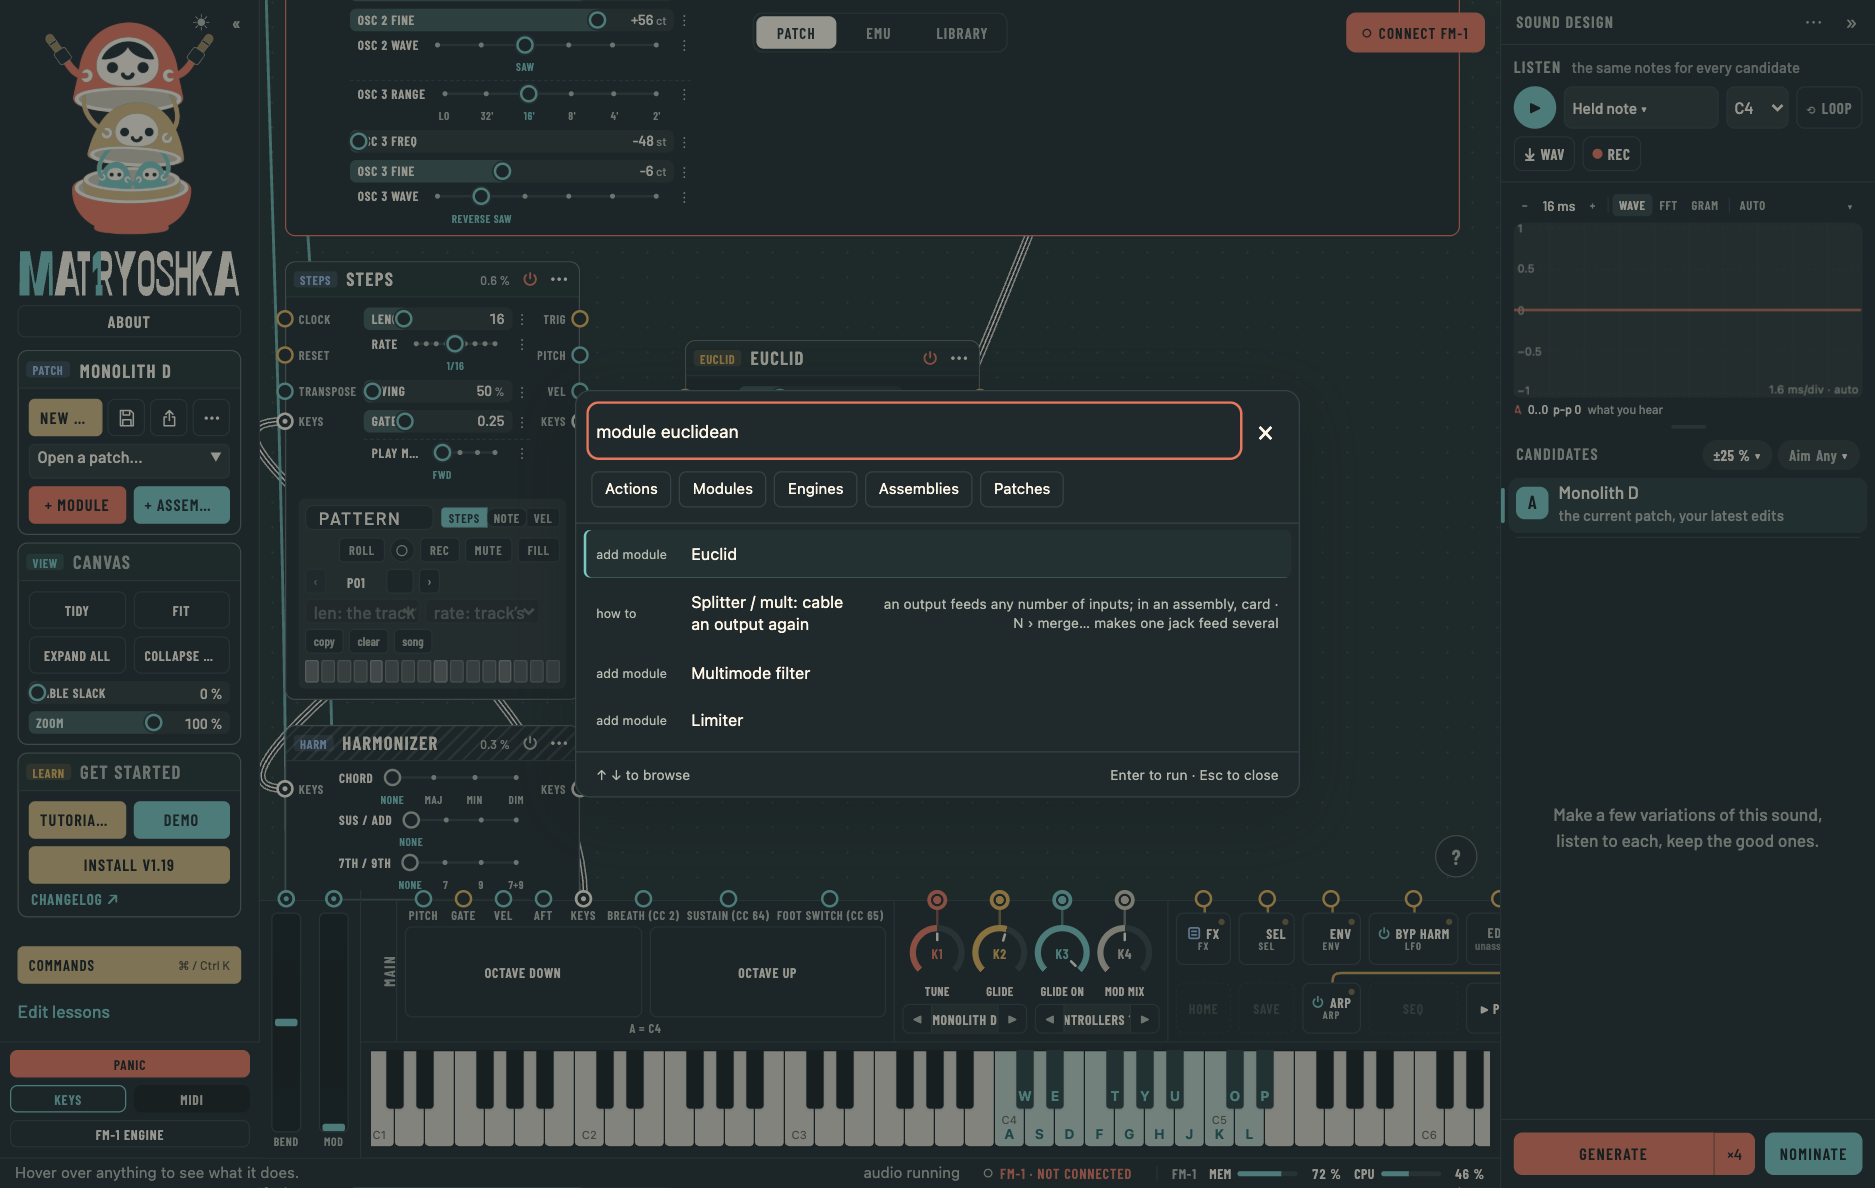 «
MATRYOSHKA
ABOUT
PATCH MONOLITH D
NEW ...
Open a patch... ▼
+ MODULE
+ ASSEM...
VIEW CANVAS
TIDY
FIT
EXPAND ALL
COLLAPSE ...
BLE SLACK 0 %
ZOOM 100 %
LEARN GET STARTED
TUTORIA...
DEMO
INSTALL V1.19
CHANGELOG ↗
COMMANDS ⌘ / Ctrl K
Edit lessons
PANIC
KEYS
MIDI
FM-1 ENGINE
Hover over anything to see what it does.
OSC 2 FINE +56 ct
OSC 2 WAVE
SAW
OSC 3 RANGE
LO 32' 16' 8' 4' 2'
OSC 3 FREQ -48 st
OSC 3 FINE -6 ct
OSC 3 WAVE
REVERSE SAW
PATCH EMU LIBRARY
CONNECT FM-1
STEPS STEPS 0.6 %
CLOCK
RESET
TRANSPOSE
KEYS
LEN 16
RATE
1/16
WING 50 %
GATE 0.25
PLAY M...
FWD
TRIG
PITCH
VEL
KEYS
PATTERN
STEPS NOTE VEL
ROLL REC MUTE FILL
‹ P01 ›
len: the track rate: track's
copy clear song
HARM HARMONIZER 0.3 %
KEYS
CHORD
NONE MAJ MIN DIM
SUS / ADD
NONE
7TH / 9TH
NONE 7 9 7+9
KEYS
EUCLID EUCLID
module euclidean
Actions Modules Engines Assemblies Patches
add module Euclid
how to Splitter / mult: cable an output again
an output feeds any number of inputs; in an assembly, card ·
N › merge... makes one jack feed several
add module Multimode filter
add module Limiter
↑ ↓ to browse Enter to run · Esc to close
?
PITCH GATE VEL AFT KEYS BREATH (CC 2) SUSTAIN (CC 64) FOOT SWITCH (CC 65)
MAIN
OCTAVE DOWN
OCTAVE UP
A = C4
BEND MOD
K1 K2 K3 K4
TUNE GLIDE GLIDE ON MOD MIX
◀ MONOLITH D ▶
◀ NTROLLERS ▶
FX
FX
SEL
SEL
ENV
ENV
BYP HARM
LFO
ED
unass
HOME
SAVE
ARP
ARP
SEQ
▶ P
W E T Y U O P
C1 C2 C3 C4 C5 C6
A S D F G H J K L
audio running
FM-1 · NOT CONNECTED
FM-1 MEM 72 % CPU 46 %
SOUND DESIGN ··· »
LISTEN the same notes for every candidate
Held note ▾
C4
LOOP
WAV
REC
− 16 ms + WAVE FFT GRAM AUTO ▾
1
0.5
0
−0.5
−1
1.6 ms/div · auto
A 0..0 p-p 0 what you hear
CANDIDATES ±25 % ▾ Aim Any ▾
A Monolith D
the current patch, your latest edits
Make a few variations of this sound,
listen to each, keep the good ones.
GENERATE ×4 NOMINATE